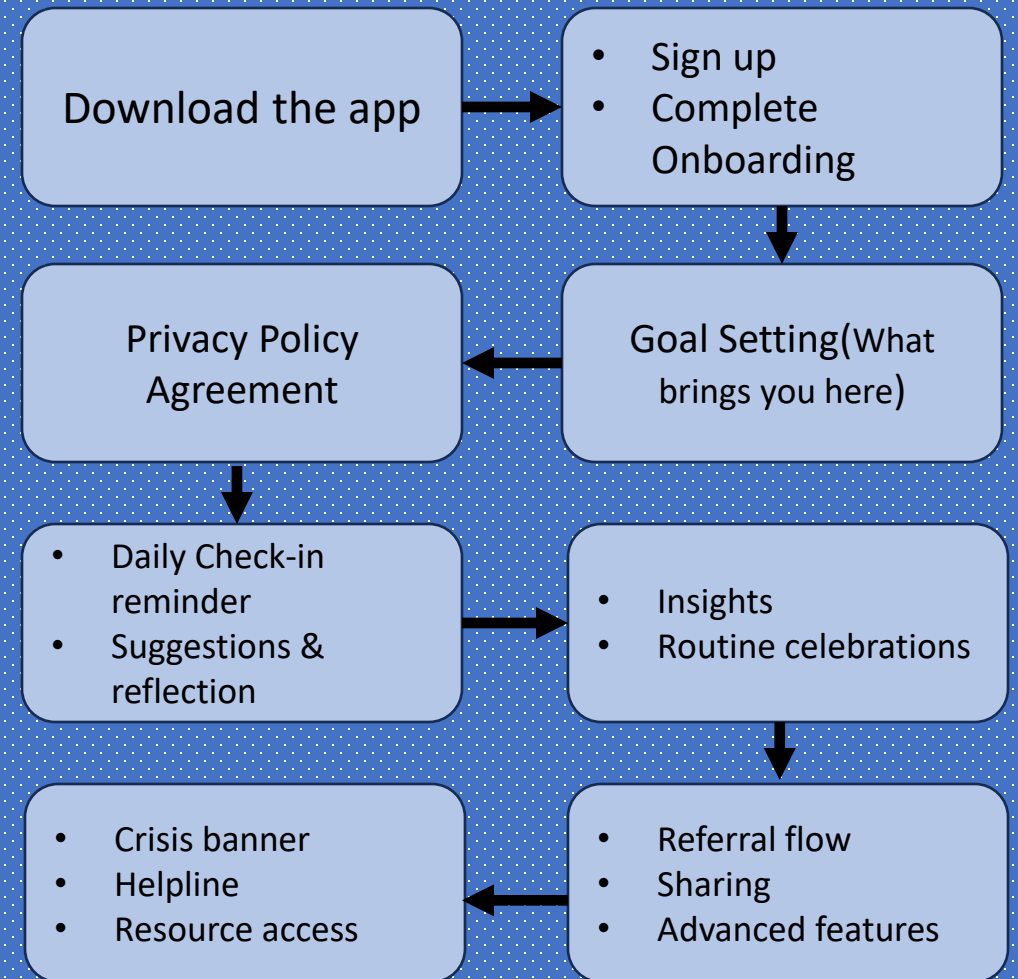 Download the app
• Sign up
• Complete
Onboarding
Privacy Policy
Agreement
Goal Setting(What
brings you here)
• Daily Check-in
reminder
• Suggestions &
reflection
• Insights
• Routine celebrations
• Crisis banner
• Helpline
• Resource access
• Referral flow
• Sharing
• Advanced features